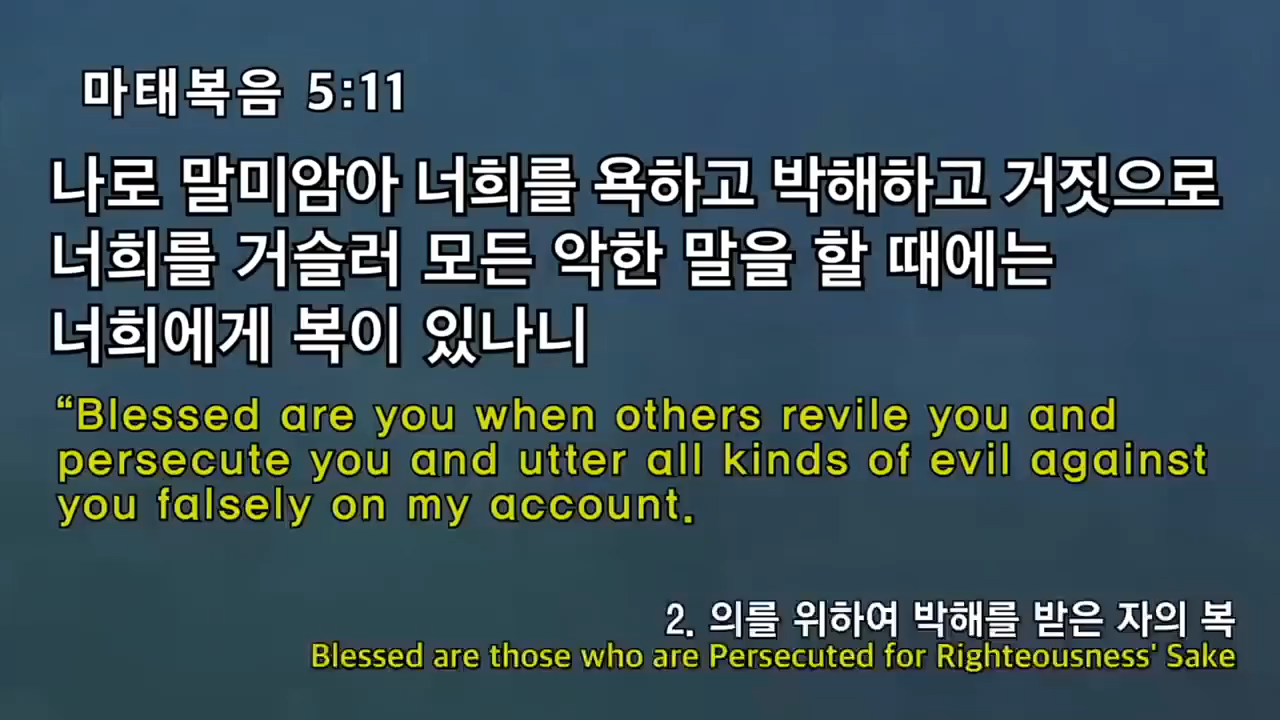 마태복음 5:11
나로 말미암아 너희를 욕하고 박해하고 거짓으로
너희를 거슬러 모든 악한 말을 할 때에는
너희에게 복이 있나니
“Blessed are you when others revile you and
persecute you and utter all kinds of evil against
you falsely on my account.
2. 의를 위하여 박해를 받은 자의 복
Blessed are those who are Persecuted for Righteousness' Sake